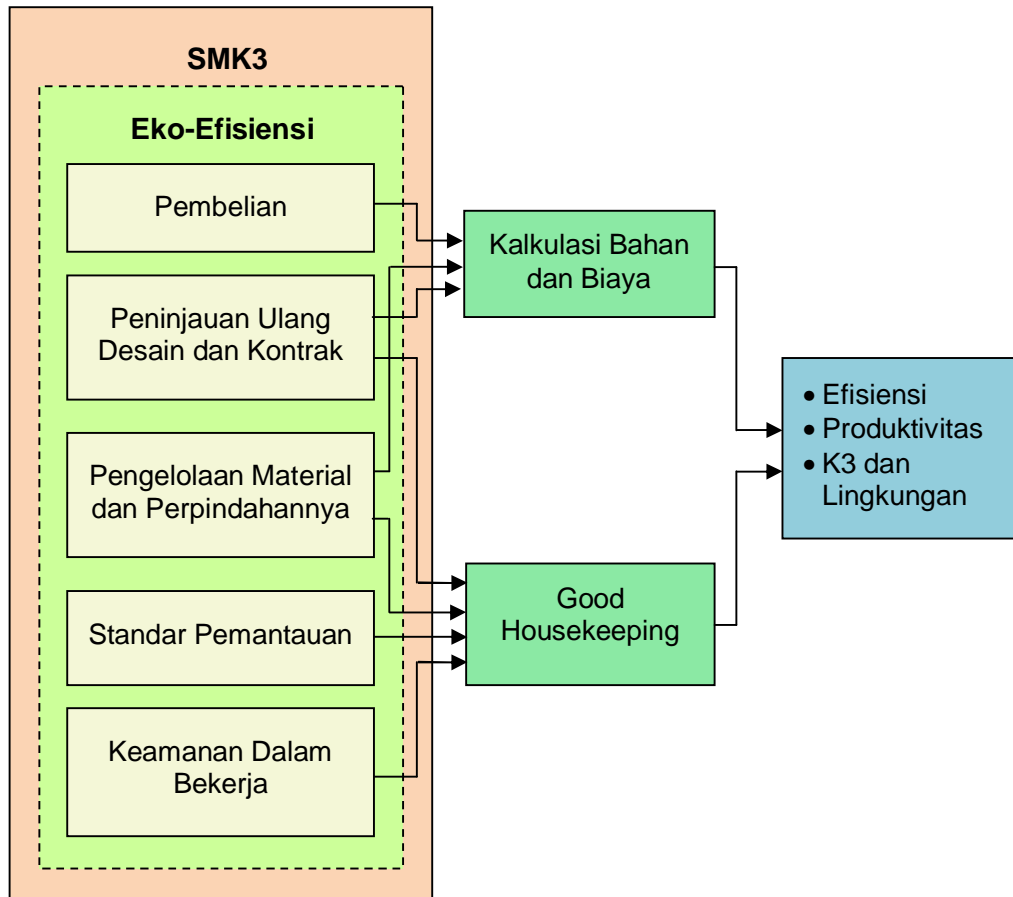 SMK3
Eko-Efisiensi
Pembelian
Peninjauan Ulang
Desain dan Kontrak
Pengelolaan Material
dan Perpindahannya
Standar Pemantauan
Keamanan Dalam
Bekerja
Kalkulasi Bahan
dan Biaya
Good
Housekeeping
• Efisiensi
• Produktivitas
• K3 dan
Lingkungan